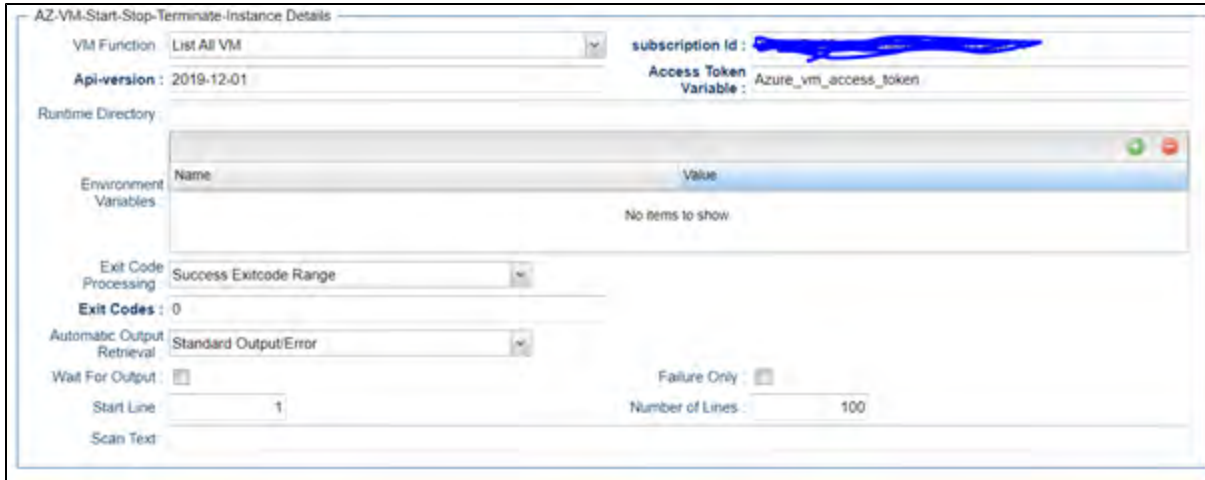 AZ-VM-Start-Stop-Terminate-Instance Details
VM Function : List All VM
subscription Id :
Api-version : 2019-12-01
Access Token
Variable : Azure_vm_access_token
Runtime Directory :
Name Value
Environment
Variables :
No items to show
Exit Code
Processing : Success Exitcode Range
Exit Codes : 0
Automatic Output
Retrieval : Standard Output/Error
Wait For Output :
Failure Only :
Start Line : 1
Number of Lines : 100
Scan Text :